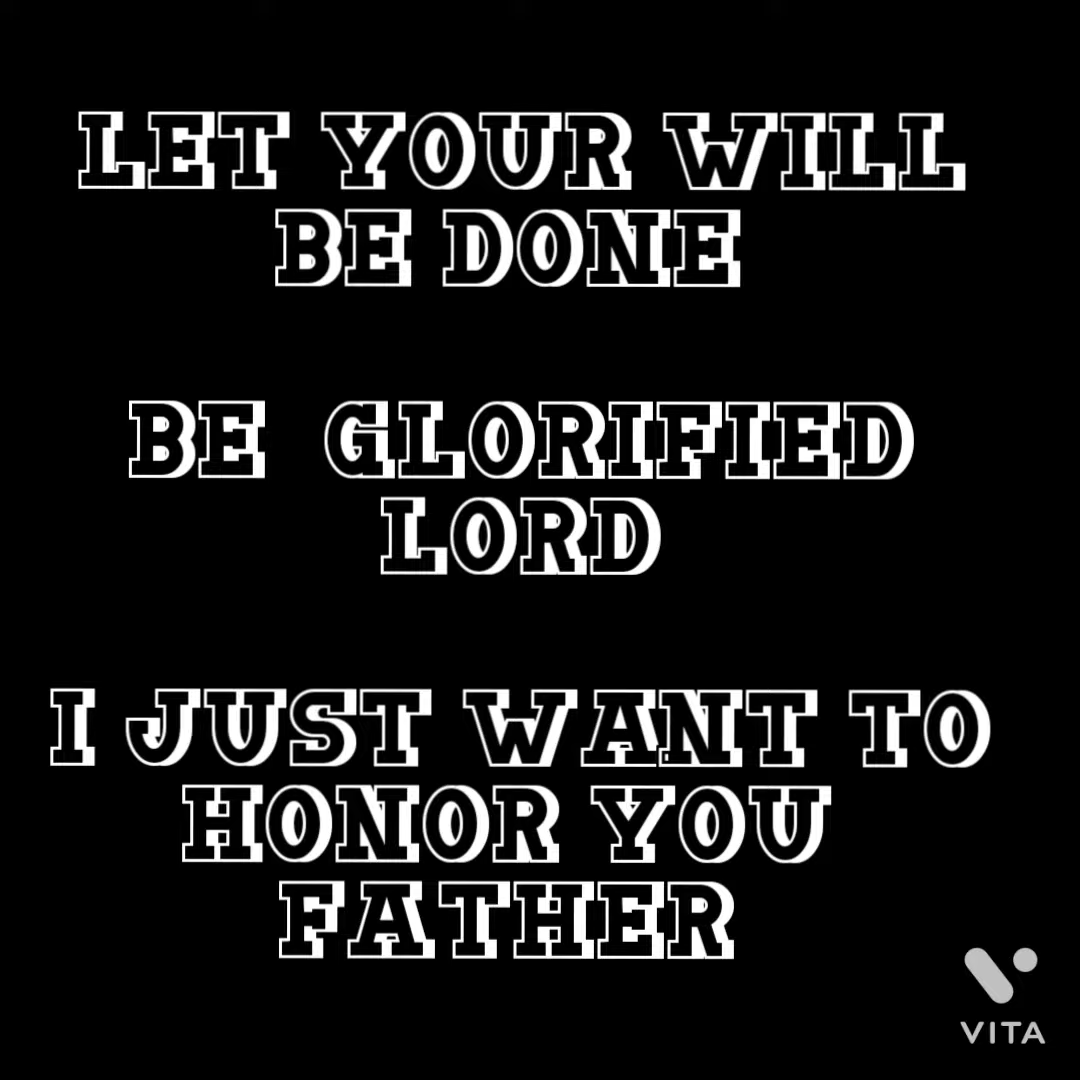 LET YOUR WILL
BE DONE
BE GLORIFIED
LORD
I JUST WANT TO
HONOR YOU
FATHER
VITA